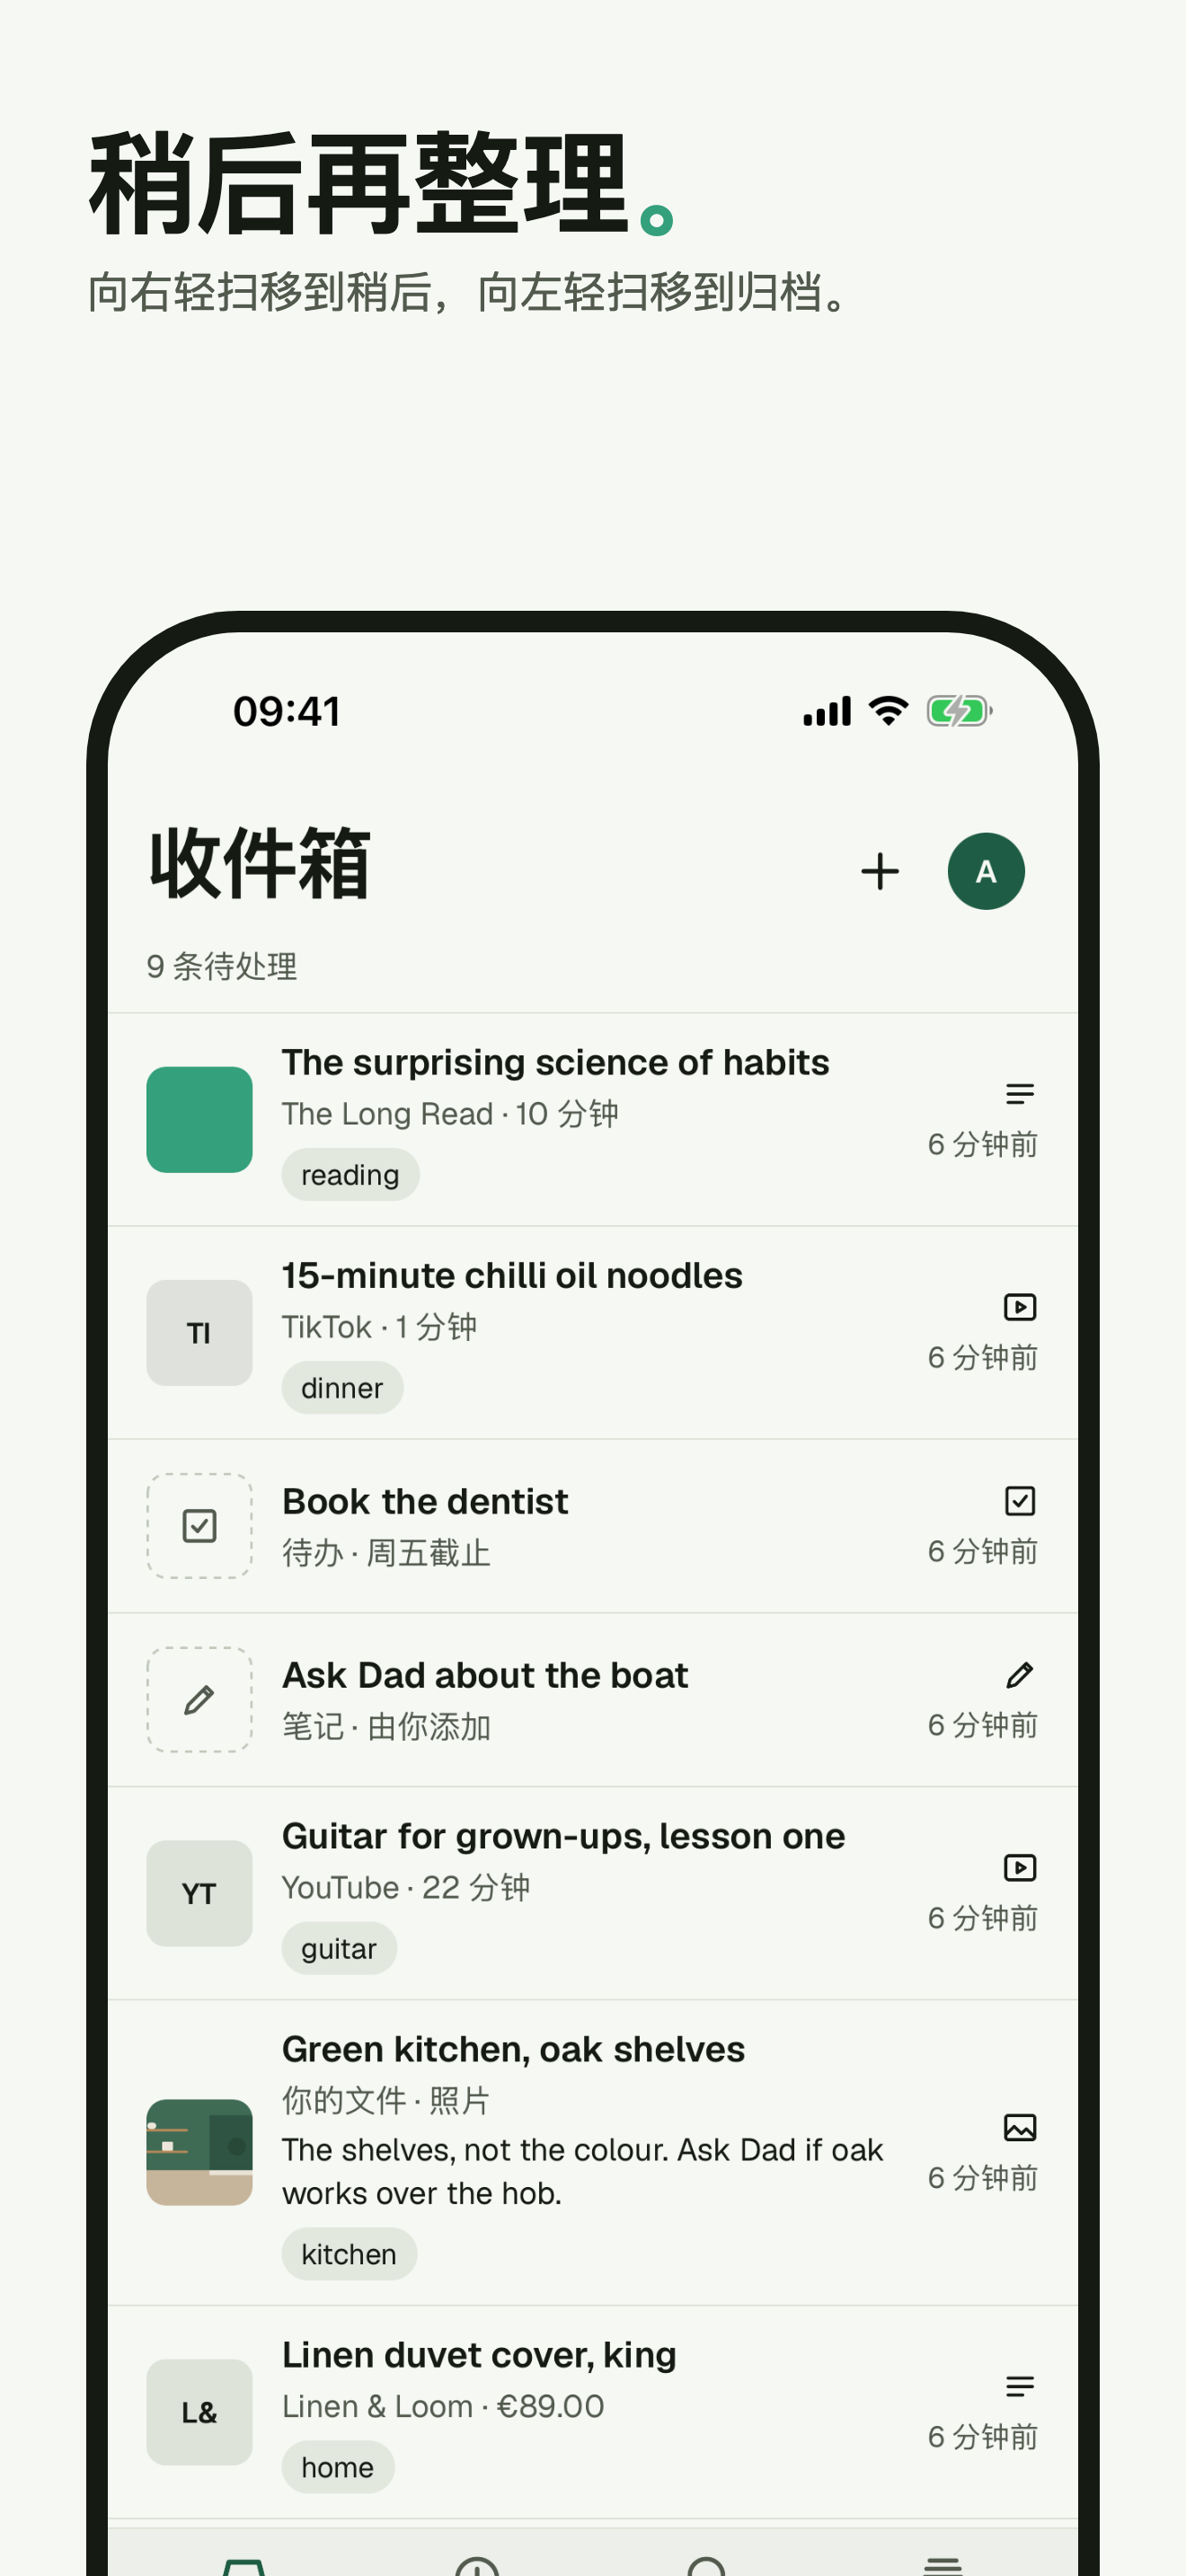 稍后再整理。
向右轻扫移到稍后，向左轻扫移到归档。
09:41
收件箱
A
9 条待处理
The surprising science of habits
The Long Read · 10 分钟
6 分钟前
reading
TI
15-minute chilli oil noodles
TikTok · 1 分钟
6 分钟前
dinner
Book the dentist
待办 · 周五截止
6 分钟前
Ask Dad about the boat
笔记 · 由你添加
6 分钟前
YT
Guitar for grown-ups, lesson one
YouTube · 22 分钟
6 分钟前
guitar
Green kitchen, oak shelves
你的文件 · 照片
The shelves, not the colour. Ask Dad if oak
works over the hob.
6 分钟前
kitchen
L&
Linen duvet cover, king
Linen & Loom · €89.00
6 分钟前
home